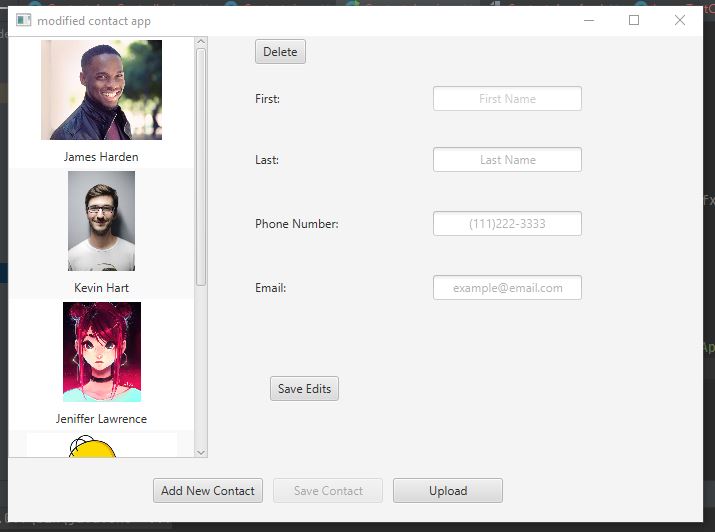 modified contact app
Delete
First:
First Name
Last:
Last Name
Phone Number:
(111)222-3333
Email:
example@email.com
James Harden
Kevin Hart
Jeniffer Lawrence
Save Edits
Add New Contact
Save Contact
Upload